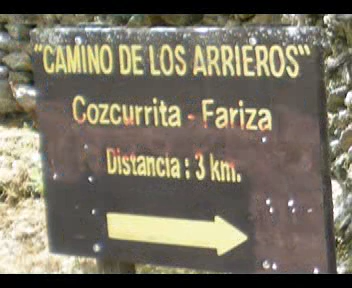 "CAMINO DE LOS ARRIEROS"
Cozcurrita - Fariza
Distancia : 3 km.